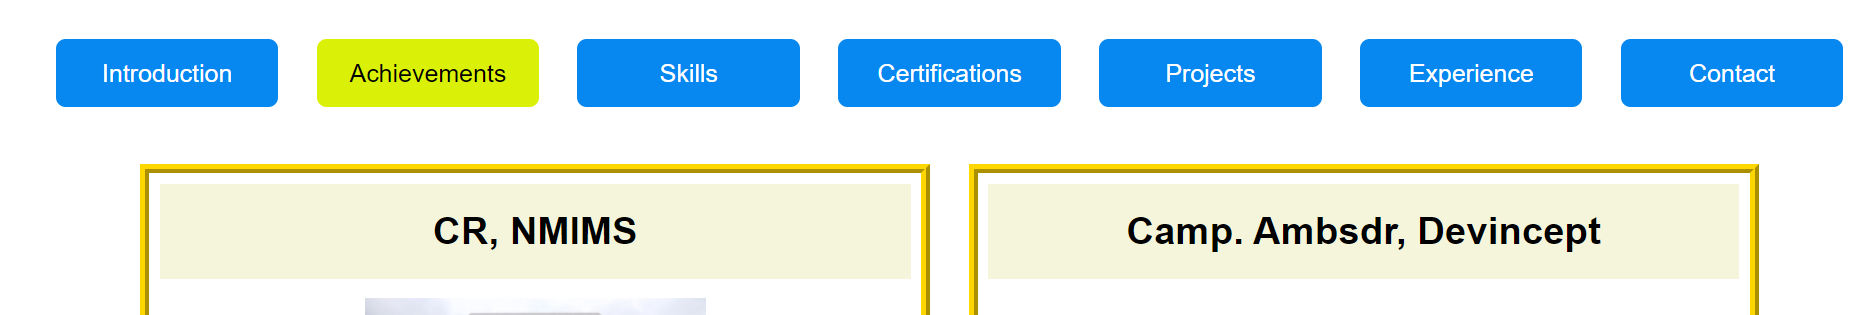 Introduction Achievements Skills Certifications Projects Experience Contact
CR, NMIMS
Camp. Ambsdr, Devincept